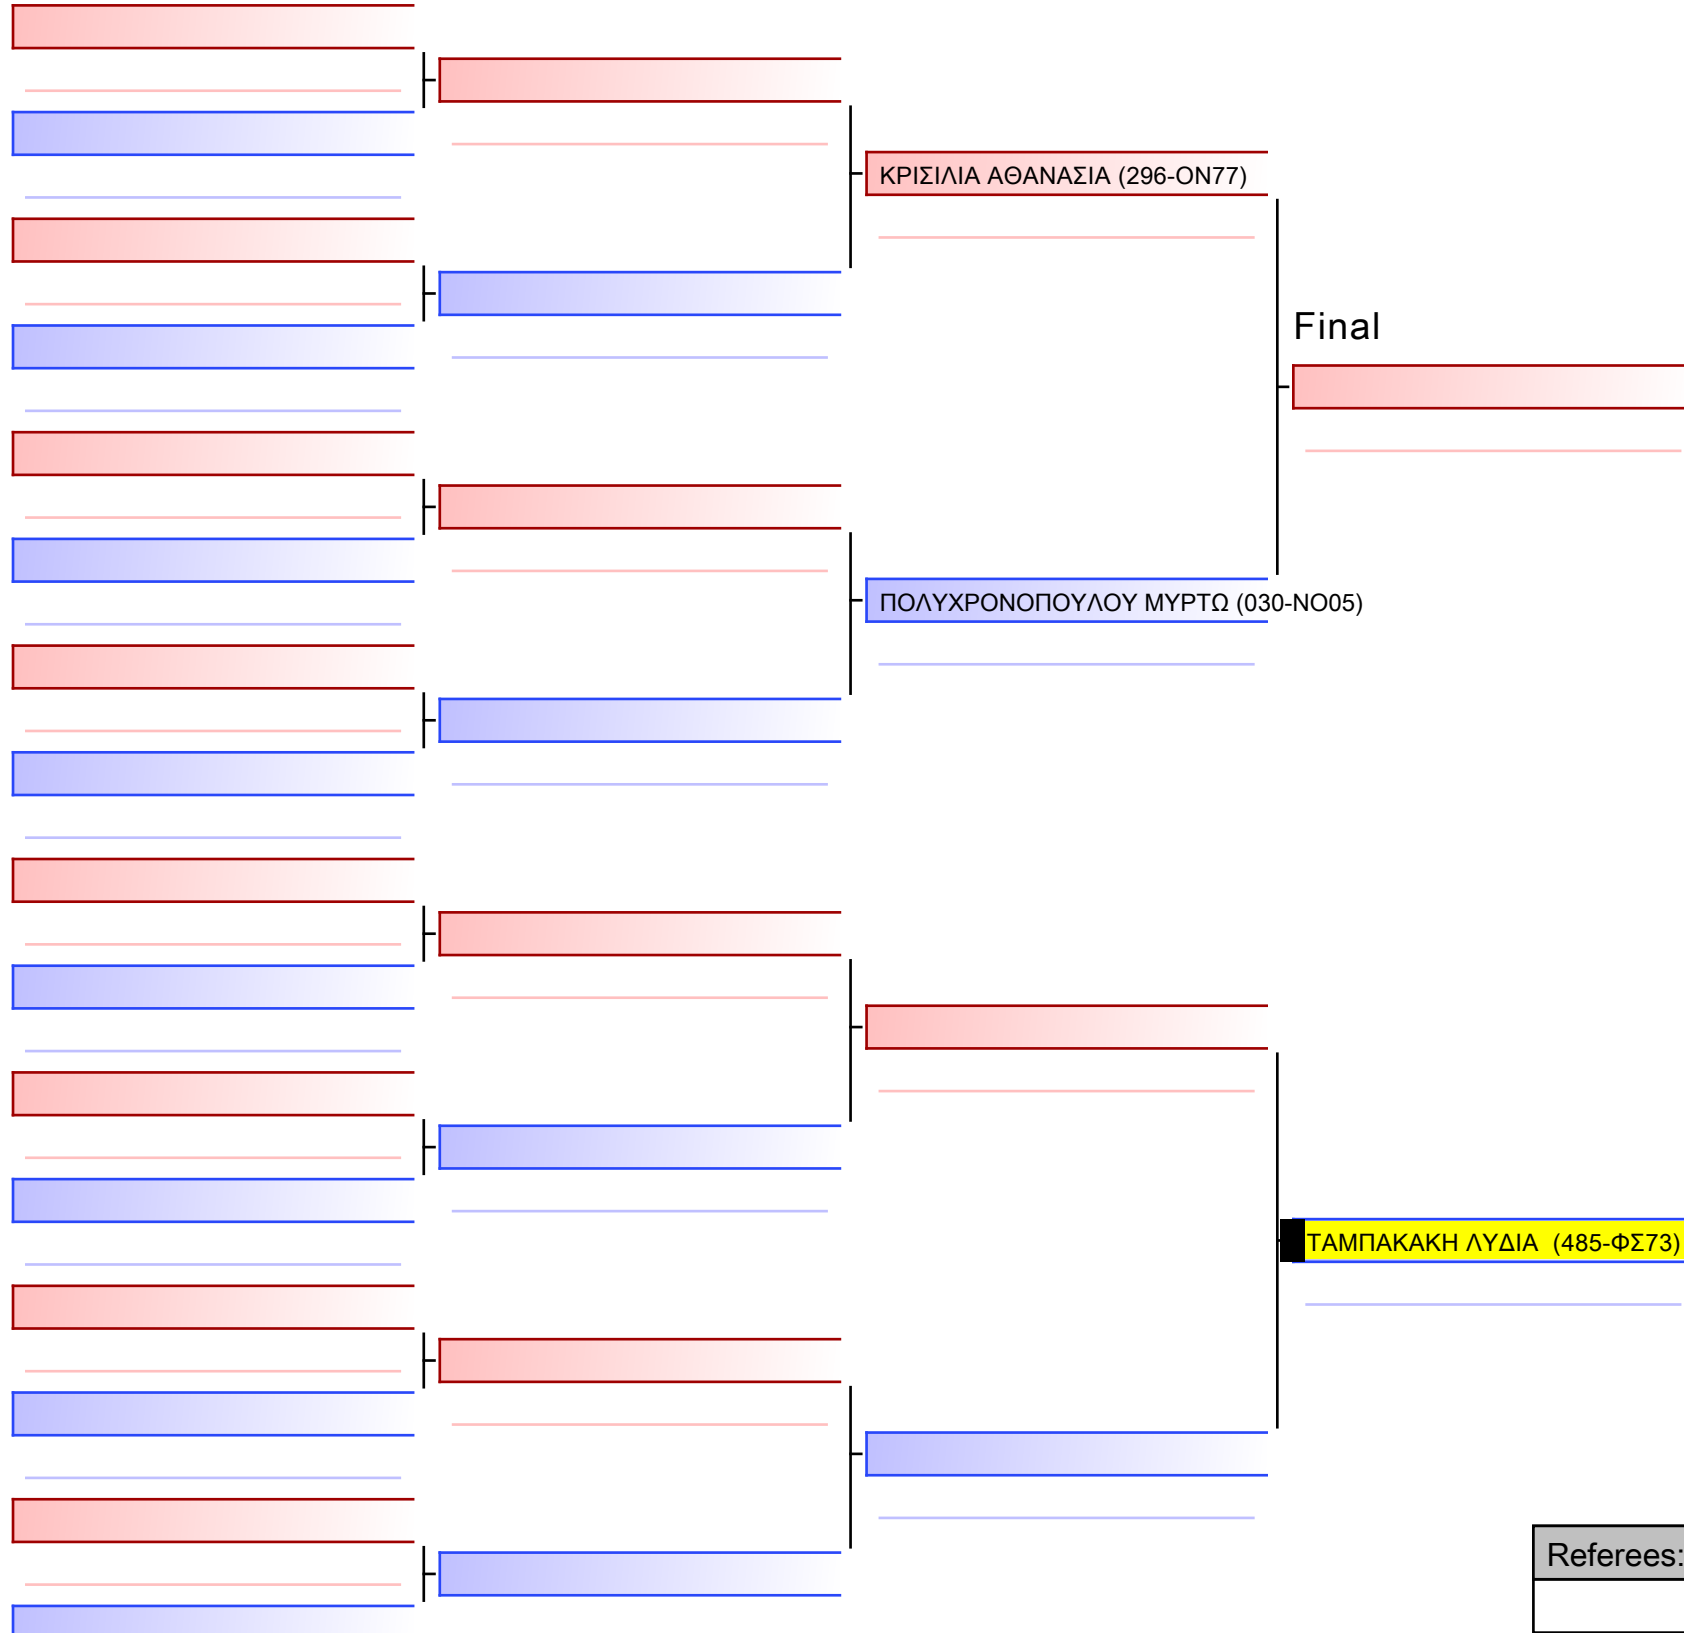 ΚΡΙΣΙΛΙΑ ΑΘΑΝΑΣΙΑ (296-ΟΝ77)
Final
ΠΟΛΥΧΡΟΝΟΠΟΥΛΟΥ ΜΥΡΤΩ (030-ΝΟ05)
ΤΑΜΠΑΚΑΚΗ ΛΥΔΙΑ (485-ΦΣ73)
Referees: